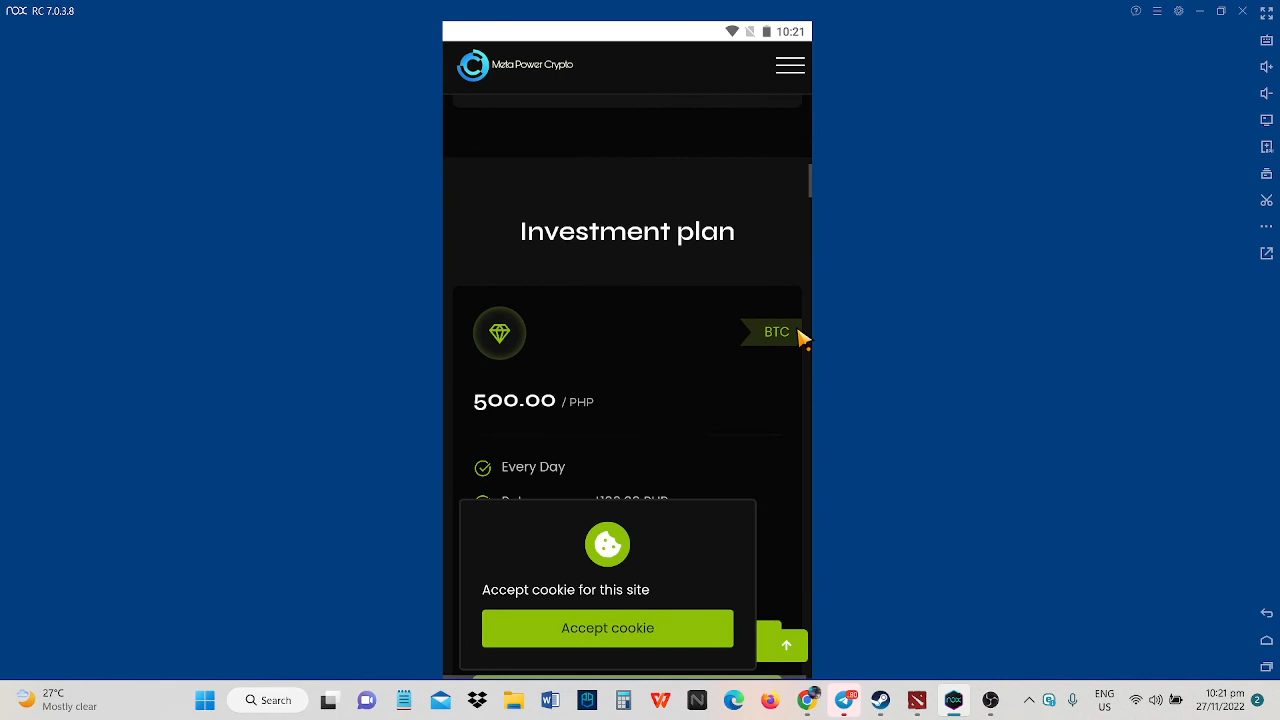 nox RC 7.0.3.8
10:21
Meta Power Crypto
Investment plan
BTC
500.00 / PHP
Every Day
Accept cookie for this site
Accept cookie
27°C
Mostly clear
Search
80
ENG
US
10:21 pm
27/11/2022
2